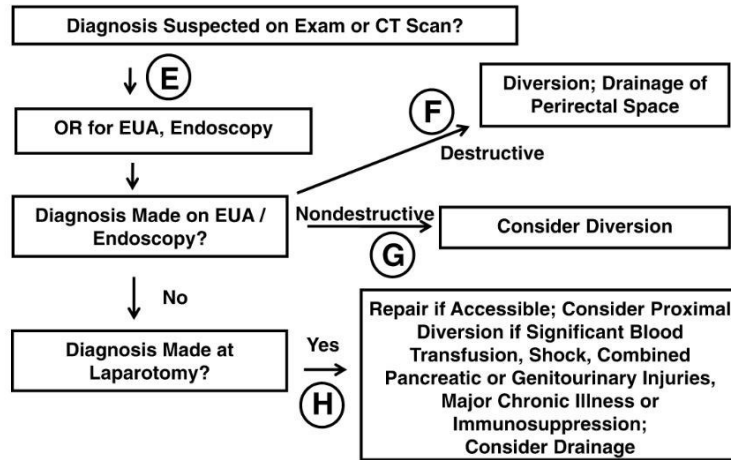 Diagnosis Suspected on Exam or CT Scan?
E
OR for EUA, Endoscopy
F
Diversion; Drainage of
Perirectal Space
Destructive
Diagnosis Made on EUA /
Endoscopy?
Nondestructive
G
Consider Diversion
No
Diagnosis Made at
Laparotomy?
Yes
H
Repair if Accessible; Consider Proximal
Diversion if Significant Blood
Transfusion, Shock, Combined
Pancreatic or Genitourinary Injuries,
Major Chronic Illness or
Immunosuppression;
Consider Drainage